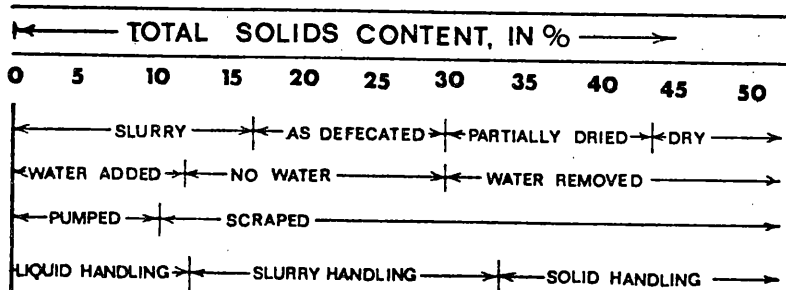 TOTAL SOLIDS CONTENT, IN %
0 5 10 15 20 25 30 35 40 45 50
SLURRY AS DEFECATED PARTIALLY DRIED DRY
WATER ADDED NO WATER WATER REMOVED
PUMPED SCRAPED
LIQUID HANDLING SLURRY HANDLING SOLID HANDLING